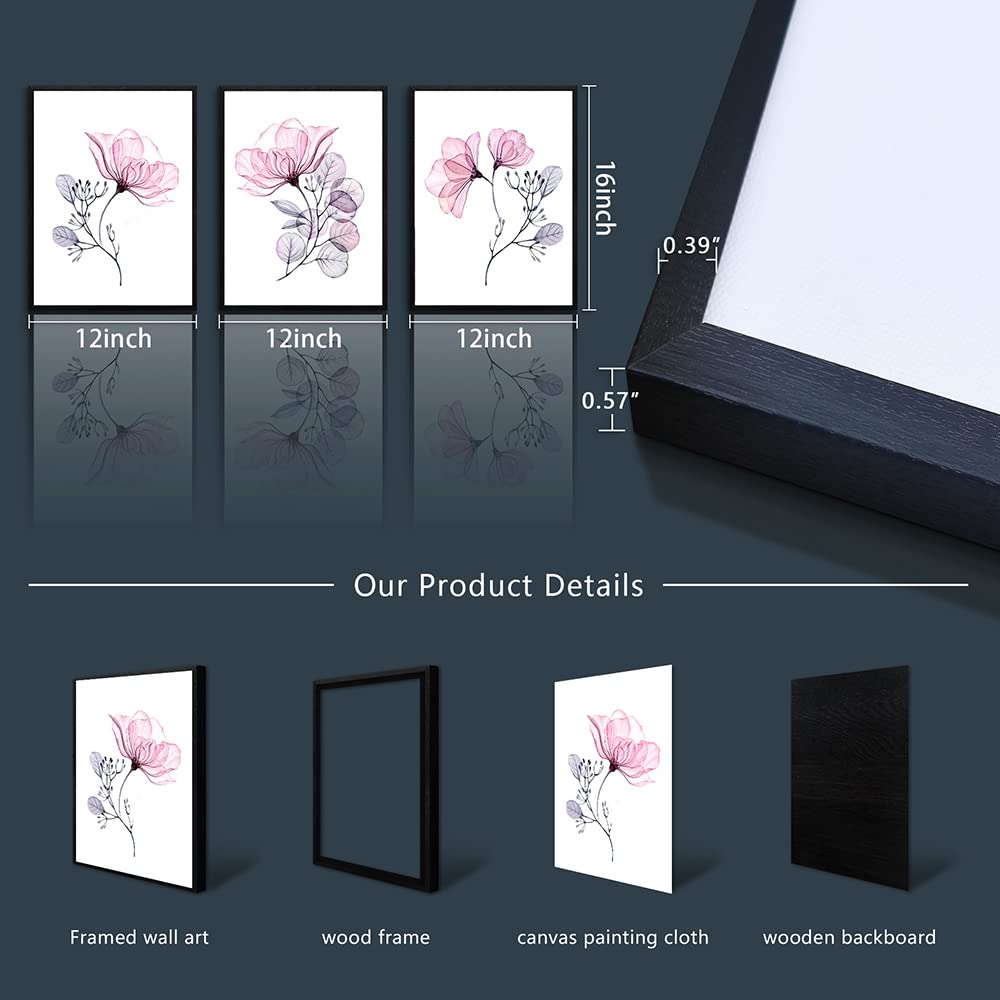 16inch
0.39”
12inch
12inch
12inch
0.57”
Our Product Details
Framed wall art
wood frame
canvas painting cloth
wooden backboard